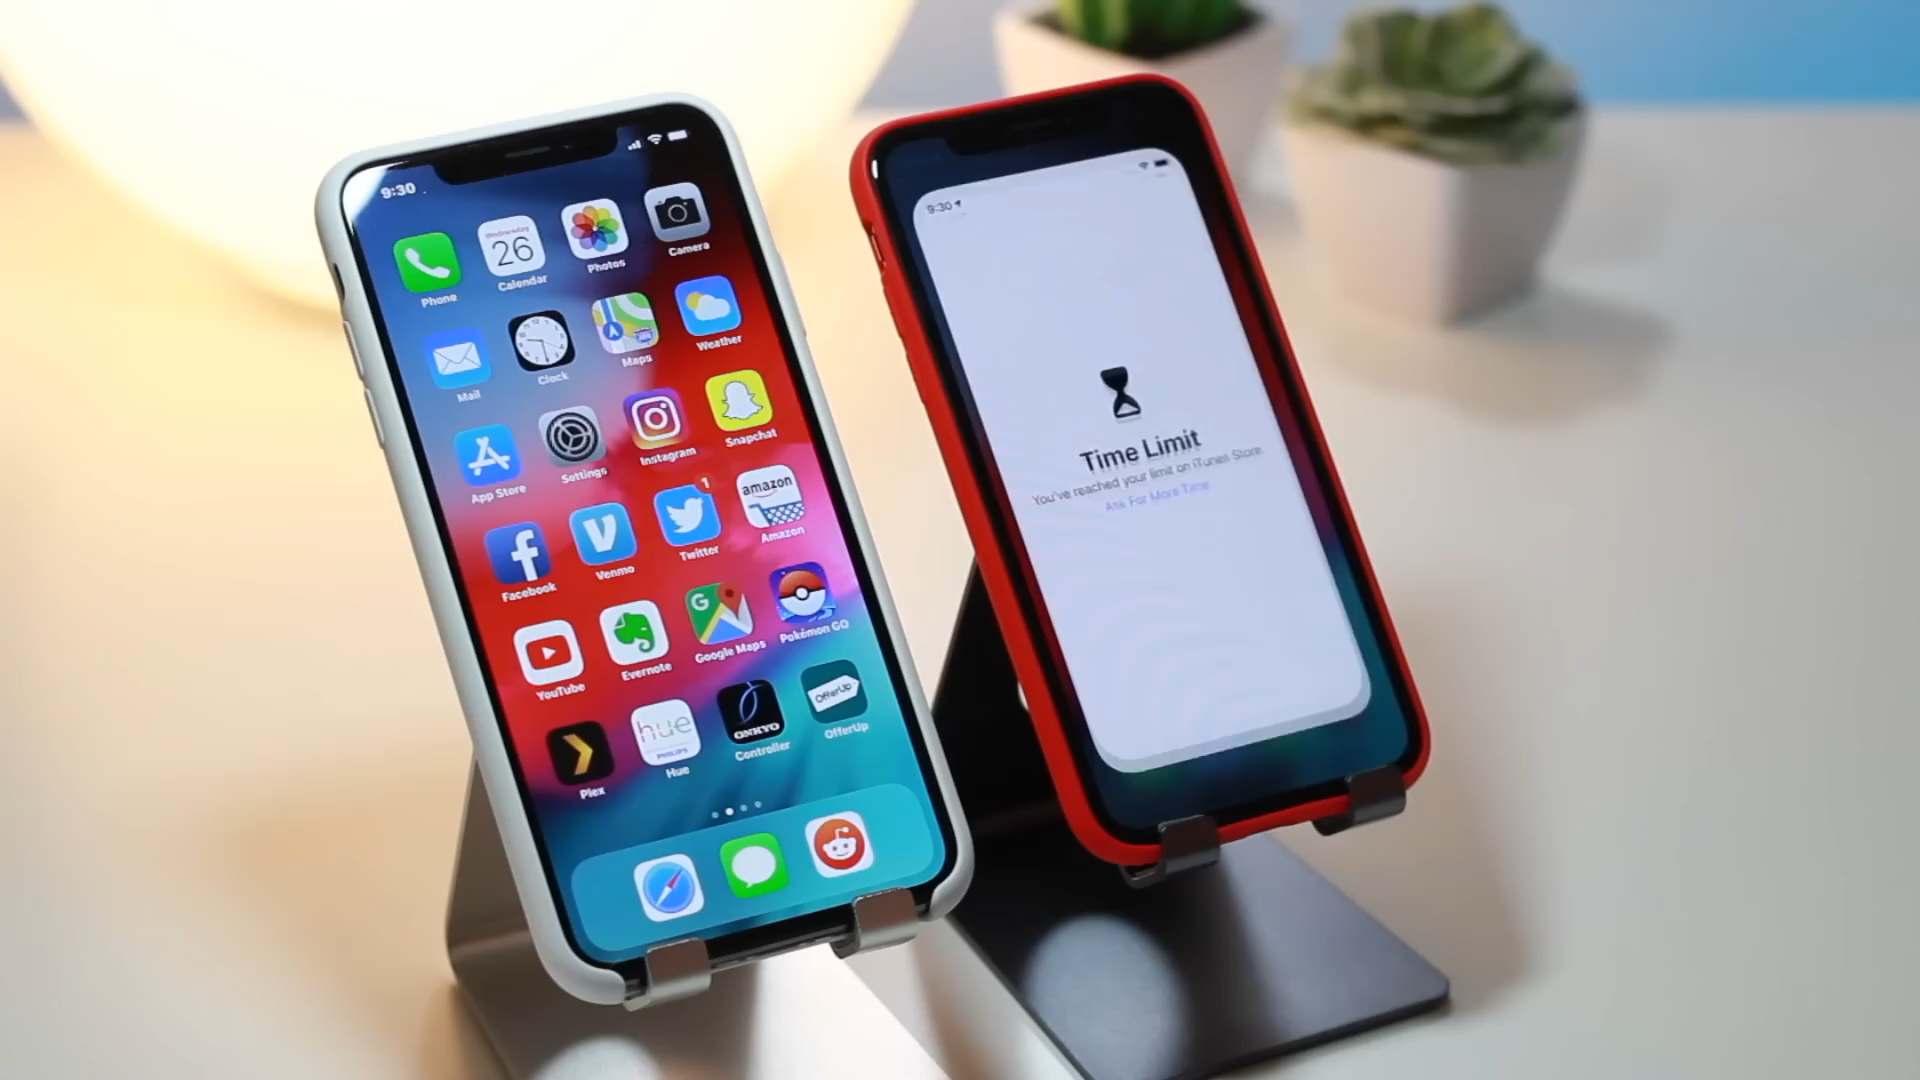 9:30
Wednesday
26
Phone
Calendar
Photos
Camera
Mail
Clock
Maps
Weather
App Store
Settings
Instagram
Snapchat
Facebook
Venmo
1
Twitter
amazon
Amazon
YouTube
Evernote
G
Google Maps
Pokémon GO
Plex
hue
PHILIPS
Hue
ONKYO
Controller
OfferUp
OfferUp
9:30
Time Limit
You've reached your limit on iTunes Store.
Ask For More Time